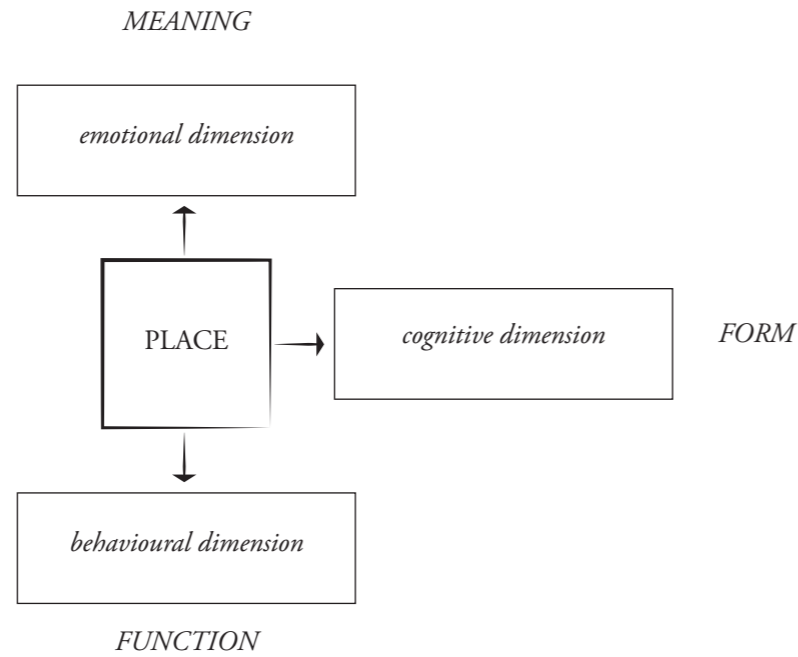 MEANING
emotional dimension
PLACE
cognitive dimension
FORM
behavioural dimension
FUNCTION